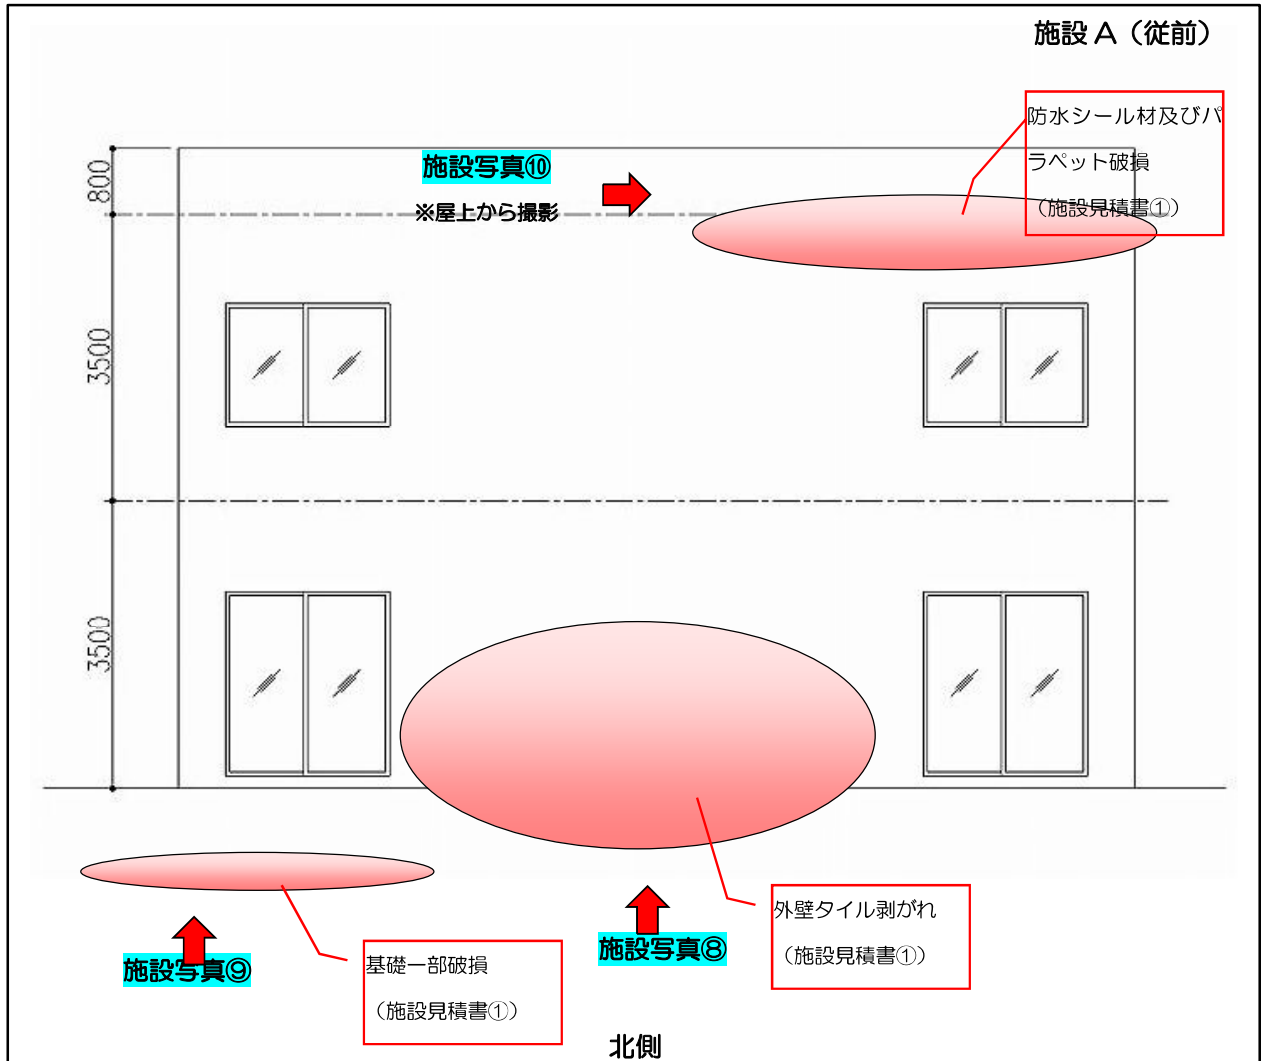 施設 A（従前）
防水シール材及びパ
ラペット破損
（施設見積書①）
施設写真⑩
※屋上から撮影
800
3500
3500
外壁タイル剥がれ
（施設見積書①）
施設写真⑧
施設写真⑨
基礎一部破損
（施設見積書①）
北側